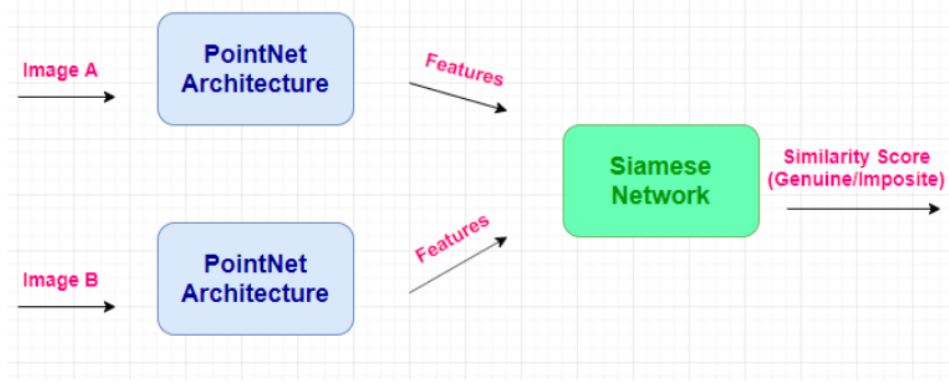 Image A
PointNet
Architecture
Features
Siamese
Network
Similarity Score
(Genuine/Imposite)
Image B
PointNet
Architecture
Features